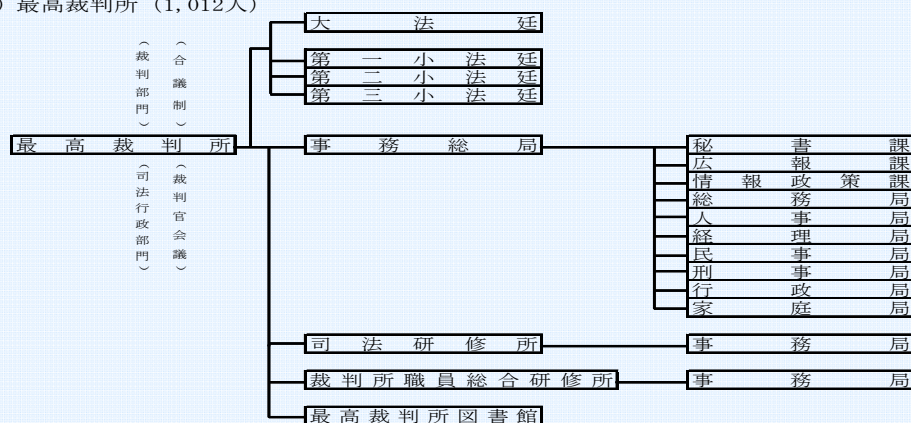 最高裁判所（1,012人）
大法廷
第一小法廷
第二小法廷
第三小法廷
（裁判部門）
（合議制）
最高裁判所
事務総局
秘書課
広報課
情報政策課
総務局
人事局
経理局
民事局
刑事局
行政局
家庭局
（司法行政部門）
（裁判官会議）
司法研修所
事務局
裁判所職員総合研修所
事務局
最高裁判所図書館